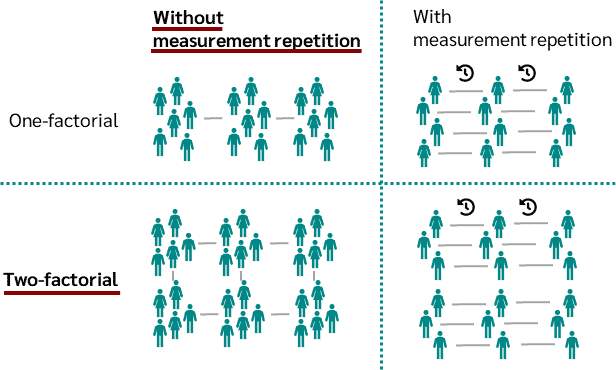 Without
measurement repetition
With
measurement repetition
One-factorial
Two-factorial